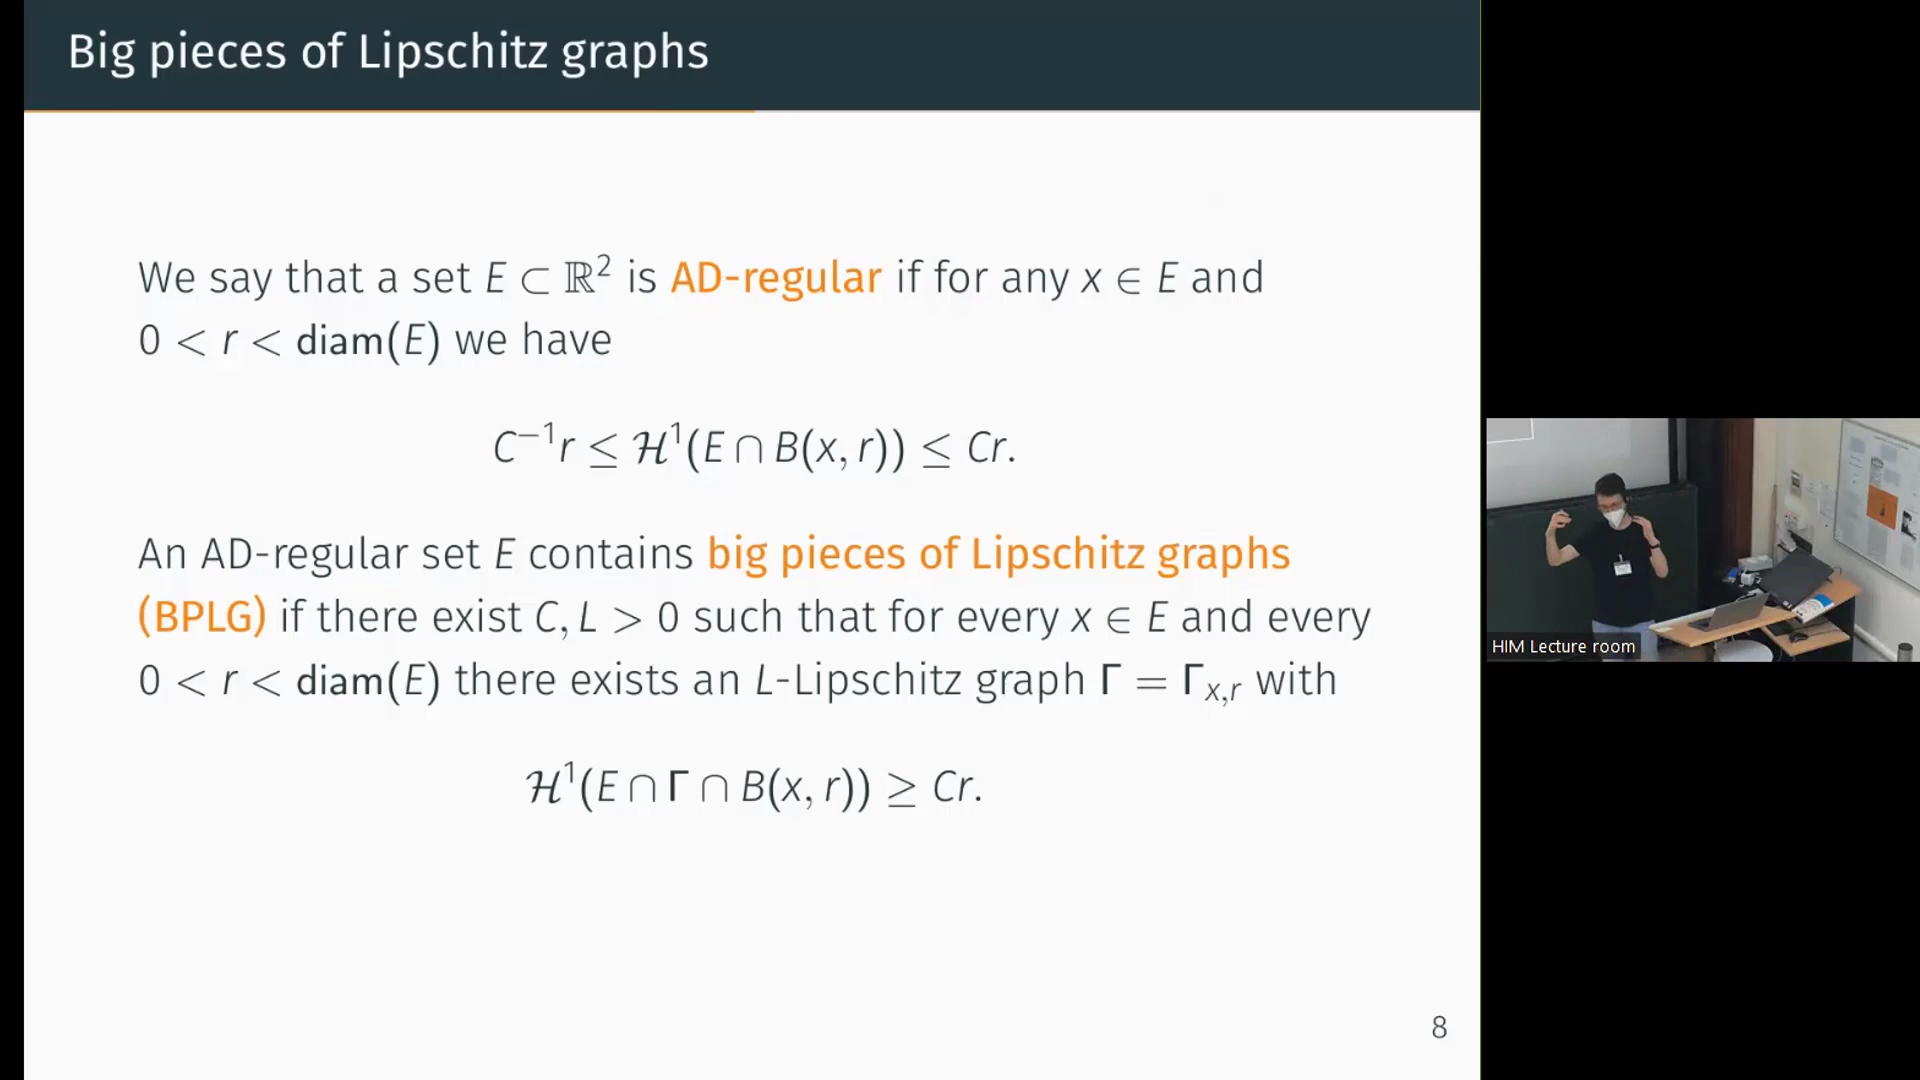 Big pieces of Lipschitz graphs
We say that a set E ⊂ ℝ² is AD-regular if for any x ∈ E and
0 < r < diam(E) we have
C⁻¹r ≤ ℋ¹(E ∩ B(x, r)) ≤ Cr.
An AD-regular set E contains big pieces of Lipschitz graphs
(BPLG) if there exist C, L > 0 such that for every x ∈ E and every
0 < r < diam(E) there exists an L-Lipschitz graph Γ = Γ_{x,r} with
ℋ¹(E ∩ Γ ∩ B(x, r)) ≥ Cr.
8
HIM Lecture room